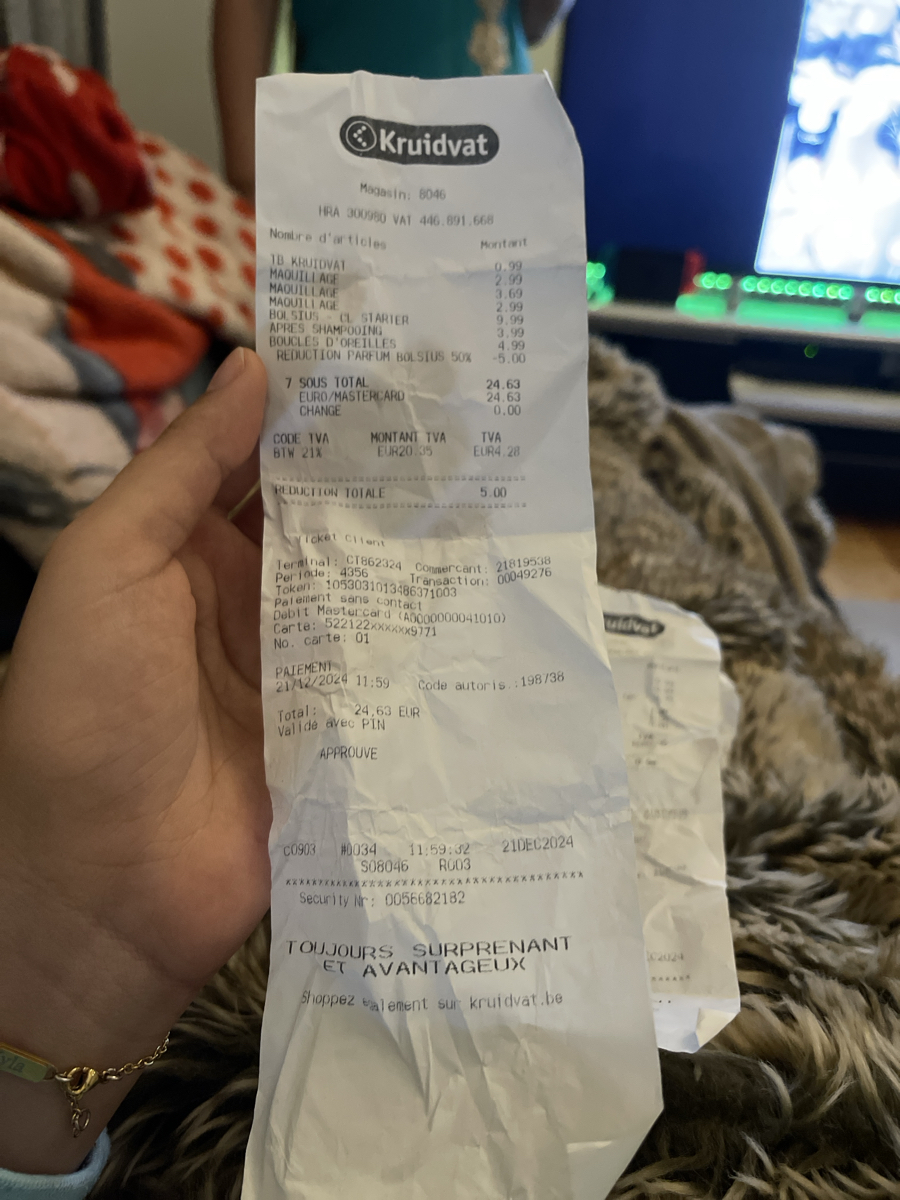 Kruidvat
Magasin: 8046
HRA 300980 VAT 446.891.668
Nombre d'articles Montant
TB KRUIDVAT 0.99
MAQUILLAGE 2.99
MAQUILLAGE 3.69
MAQUILLAGE 2.99
BOLSIUS - CL STARTER 9.99
APRES SHAMPOOING 3.99
BOUCLES D'OREILLES 4.99
REDUCTION PARFUM BOLSIUS 50% -5.00
7 SOUS TOTAL 24.63
EURO/MASTERCARD 24.63
CHANGE 0.00
CODE TVA MONTANT TVA TVA
BTW 21% EUR20.35 EUR4.28
REDUCTION TOTALE 5.00
Ticket Client
Terminal: CT862324 Commercant: 21819538
Periode: 4356 Transaction: 00049276
Token: 1053031013486371003
Paiement sans contact
Debit Mastercard (A0000000041010)
Carte: 522122xxxxxx9771
No. carte: 01
PAIEMENT
21/12/2024 11:59 Code autoris.:198738
Total: 24,63 EUR
Validé avec PIN
APPROUVE
c0903 #0034 11:59:32 21DEC2024
S08046 R003
xxxxxxxxxxxxxxxxxxxxxxxxxxxxxxxx
Security Nr: 0056682182
TOUJOURS SURPRENANT
ET AVANTAGEUX
Shoppez également sur kruidvat.be